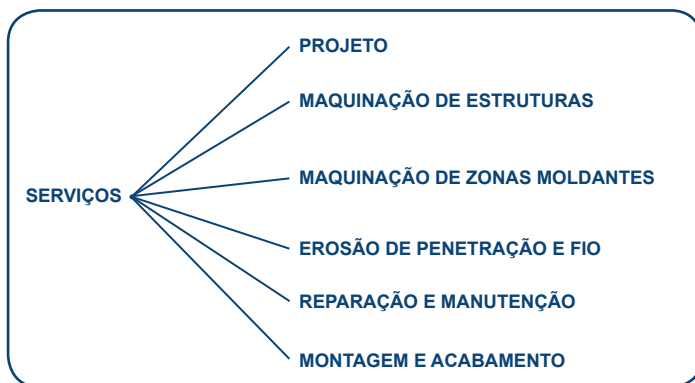 PROJETO
MAQUINAÇÃO DE ESTRUTURAS
MAQUINAÇÃO DE ZONAS MOLDANTES
SERVIÇOS
EROSÃO DE PENETRAÇÃO E FIO
REPARAÇÃO E MANUTENÇÃO
MONTAGEM E ACABAMENTO